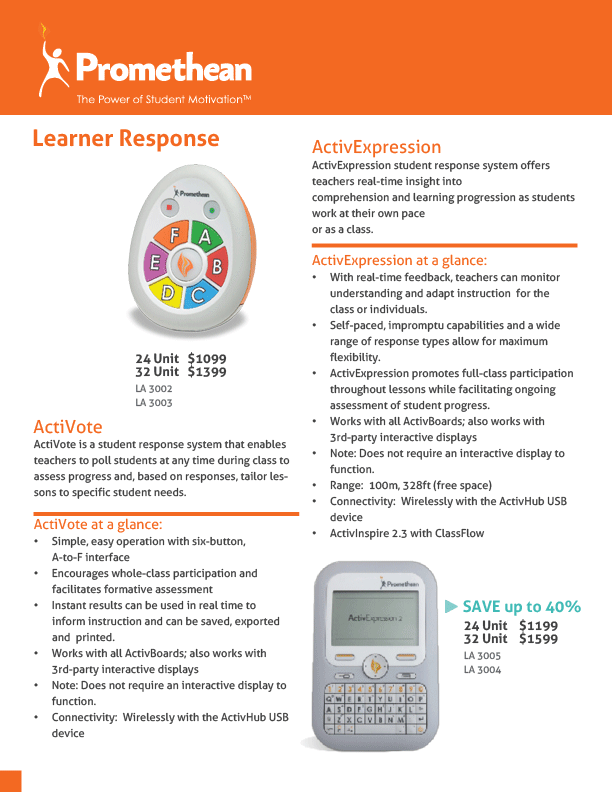 Promethean
The Power of Student Motivation™
Learner Response
Promethean
F
A
E
B
D
C
24 Unit $1099
32 Unit $1399
LA 3002
LA 3003
ActiVote
ActiVote is a student response system that enables
teachers to poll students at any time during class to
assess progress and, based on responses, tailor les-
sons to specific student needs.
ActiVote at a glance:
• Simple, easy operation with six-button,
A-to-F interface
• Encourages whole-class participation and
facilitates formative assessment
• Instant results can be used in real time to
inform instruction and can be saved, exported
and printed.
• Works with all ActivBoards; also works with
3rd-party interactive displays
• Note: Does not require an interactive display to
function.
• Connectivity: Wirelessly with the ActivHub USB
device
ActivExpression
ActivExpression student response system offers
teachers real-time insight into
comprehension and learning progression as students
work at their own pace
or as a class.
ActivExpression at a glance:
• With real-time feedback, teachers can monitor
understanding and adapt instruction for the
class or individuals.
• Self-paced, impromptu capabilities and a wide
range of response types allow for maximum
flexibility.
• ActivExpression promotes full-class participation
throughout lessons while facilitating ongoing
assessment of student progress.
• Works with all ActivBoards; also works with
3rd-party interactive displays
• Note: Does not require an interactive display to
function.
• Range: 100m, 328ft (free space)
• Connectivity: Wirelessly with the ActivHub USB
device
• ActivInspire 2.3 with ClassFlow
Promethean
ActivExpression 2
SAVE up to 40%
24 Unit $1199
32 Unit $1599
LA 3005
LA 3004